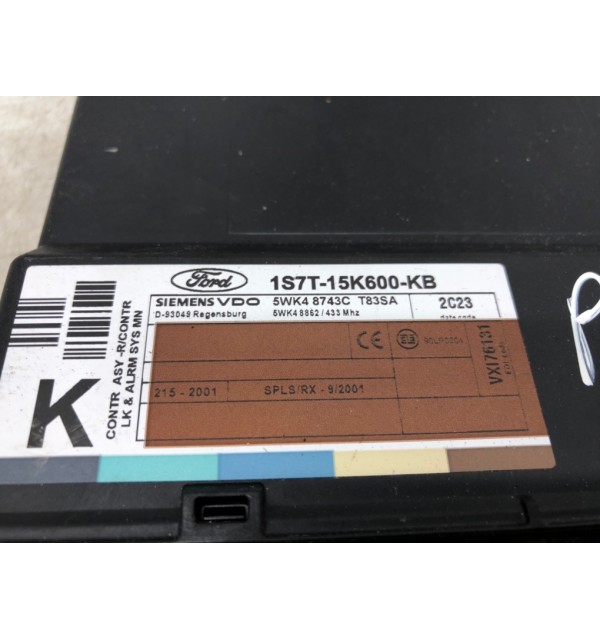 Ford
1S7T-15K600-KB
SIEMENS VDO 5WK4 8743C T83SA
D-93049 Regensburg 5WK4 8862 / 433 Mhz
2C23
date code
CE
215 - 2001 SPLS/RX - 9/2001
VXI76131
K
CONTR ASY -R/CONTR
LK & ALRM SYS MN